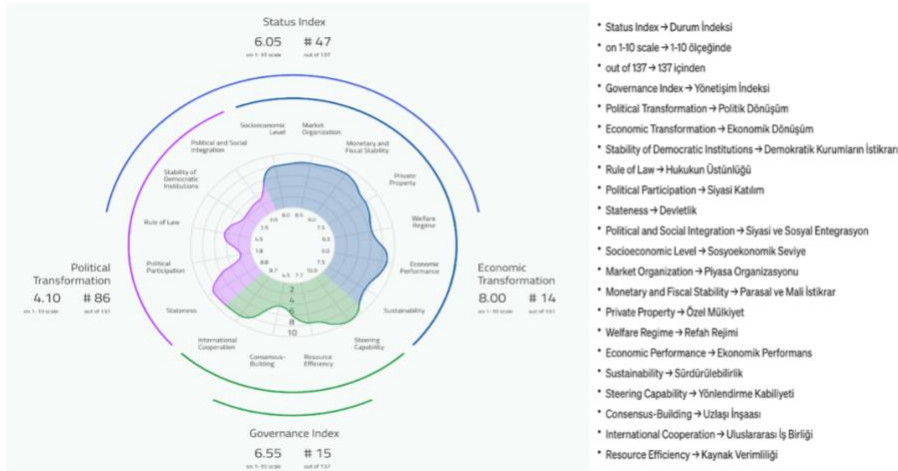 Status Index
6.05 # 47
on 1-10 scale out of 137
Socioeconomic Level
Market Organization
Political and Social Integration
Monetary and Fiscal Stability
Stability of Democratic Institutions
Private Property
Rule of Law
Welfare Regime
Political Participation
Economic Performance
Stateness
Sustainability
International Cooperation
Steering Capability
Consensus-Building
Resource Efficiency
2
4
6
8
10
Political Transformation
4.10 # 86
on 1-10 scale
Economic Transformation
8.00 # 14
on 1-10 scale
Governance Index
6.55 # 15
on 1-10 scale out of 137
• Status Index → Durum İndeksi
• on 1-10 scale → 1-10 ölçeğinde
• out of 137 → 137 içinden
• Governance Index → Yönetişim İndeksi
• Political Transformation → Politik Dönüşüm
• Economic Transformation → Ekonomik Dönüşüm
• Stability of Democratic Institutions → Demokratik Kurumların İstikrarı
• Rule of Law → Hukukun Üstünlüğü
• Political Participation → Siyasi Katılım
• Stateness → Devletlik
• Political and Social Integration → Siyasi ve Sosyal Entegrasyon
Socioeconomic Level → Sosyoekonomik Seviye
• Market Organization → Piyasa Organizasyonu
• Monetary and Fiscal Stability → Parasal ve Mali İstikrar
• Private Property → Özel Mülkiyet
• Welfare Regime → Refah Rejimi
• Economic Performance → Ekonomik Performans
• Sustainability → Sürdürülebilirlik
• Steering Capability → Yönlendirme Kabiliyeti
• Consensus-Building → Uzlaşı İnşaası
• International Cooperation → Uluslararası İş Birliği
• Resource Efficiency → Kaynak Verimliliği